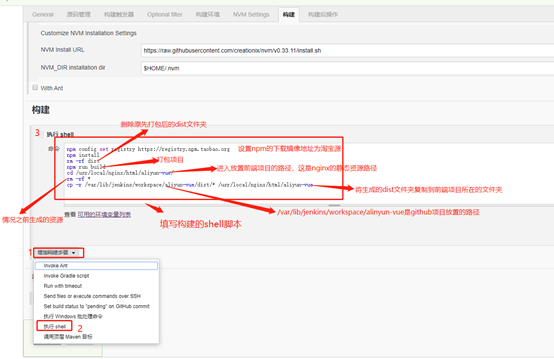 General 源码管理 构建触发器 Optional filter 构建环境 NVM Settings 构建 构建后操作
Customize NVM Installation Settings
NVM Install URL https://raw.githubusercontent.com/creationix/nvm/v0.33.11/install.sh
NVM_DIR installation dir $HOME/.nvm
With Ant
构建
删除原先打包后的dist文件夹
3 执行 shell
命令 npm config set registry https://registry.npm.taobao.org 设置npm的下载镜像地址为淘宝源
npm install
rm -rf dist 打包项目
npm run build
cd /usr/local/nginx/html/aliyun-vue/ 进入放置前端项目的路径,这是nginx的静态资源路径
rm -rf *
cp -r /var/lib/jenkins/workspace/aliyun-vue/dist/* /usr/local/nginx/html/aliyun-vue 将生成的dist文件夹复制到前端项目所在的文件夹
情况之前生成的资源
查看 可用的环境变量列表
/var/lib/jenkins/workspace/alinyun-vue是github项目放置的路径
填写构建的shell脚本
1 增加构建步骤
Invoke Ant
Invoke Gradle script
Run with timeout
Send files or execute commands over SSH
Set build status to "pending" on GitHub commit
执行 Windows 批处理命令
执行 shell 2
调用顶层 Maven 目标